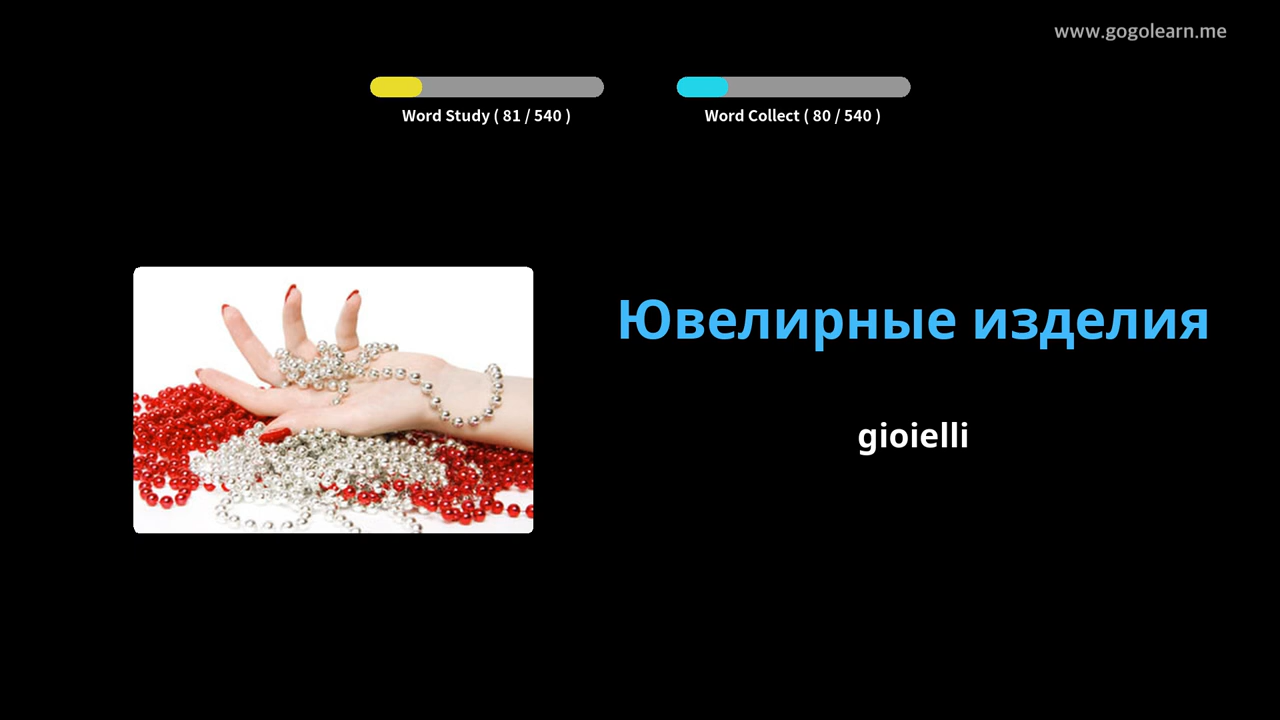 www.gogolearn.me
Word Study ( 81 / 540 )
Word Collect ( 80 / 540 )
Ювелирные изделия
gioielli